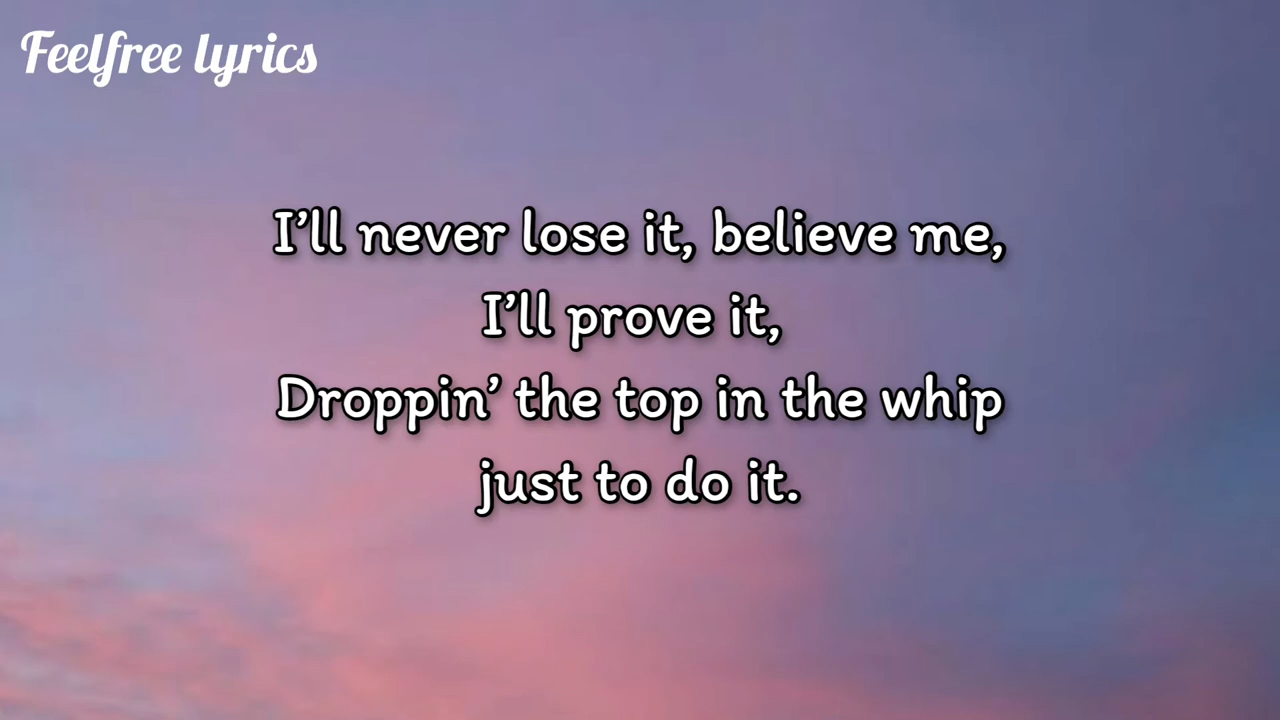 Feelfree lyrics
I’ll never lose it, believe me,
I’ll prove it,
Droppin’ the top in the whip
just to do it.